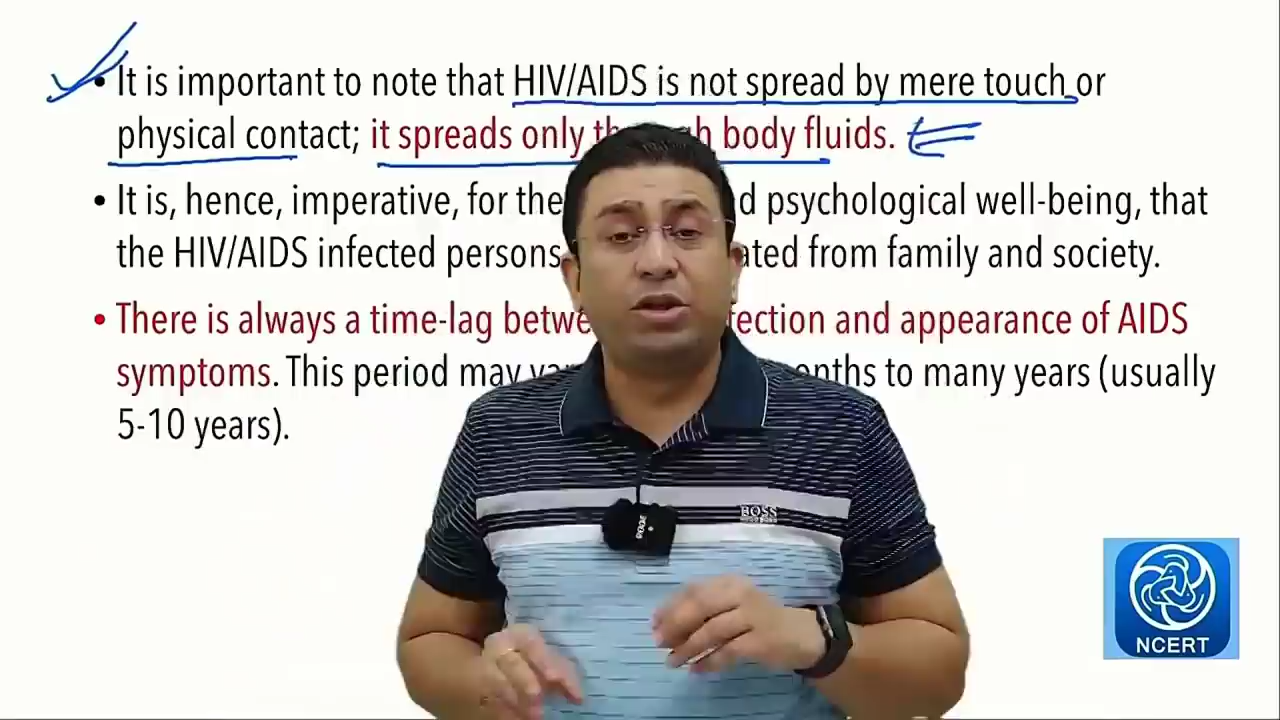 • It is important to note that HIV/AIDS is not spread by mere touch or
physical contact; it spreads only body fluids.
• It is, hence, imperative, for the psychological well-being, that
the HIV/AIDS infected persons from family and society.
• There is always a time-lag and appearance of AIDS
symptoms. This period may to many years (usually
5-10 years).
BOSS
NCERT